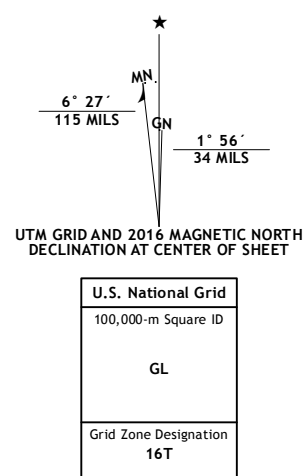 ★
MN.
6° 27´
115 MILS
GN
1° 56´
34 MILS
UTM GRID AND 2016 MAGNETIC NORTH
DECLINATION AT CENTER OF SHEET
U.S. National Grid
100,000-m Square ID
GL
Grid Zone Designation
16T